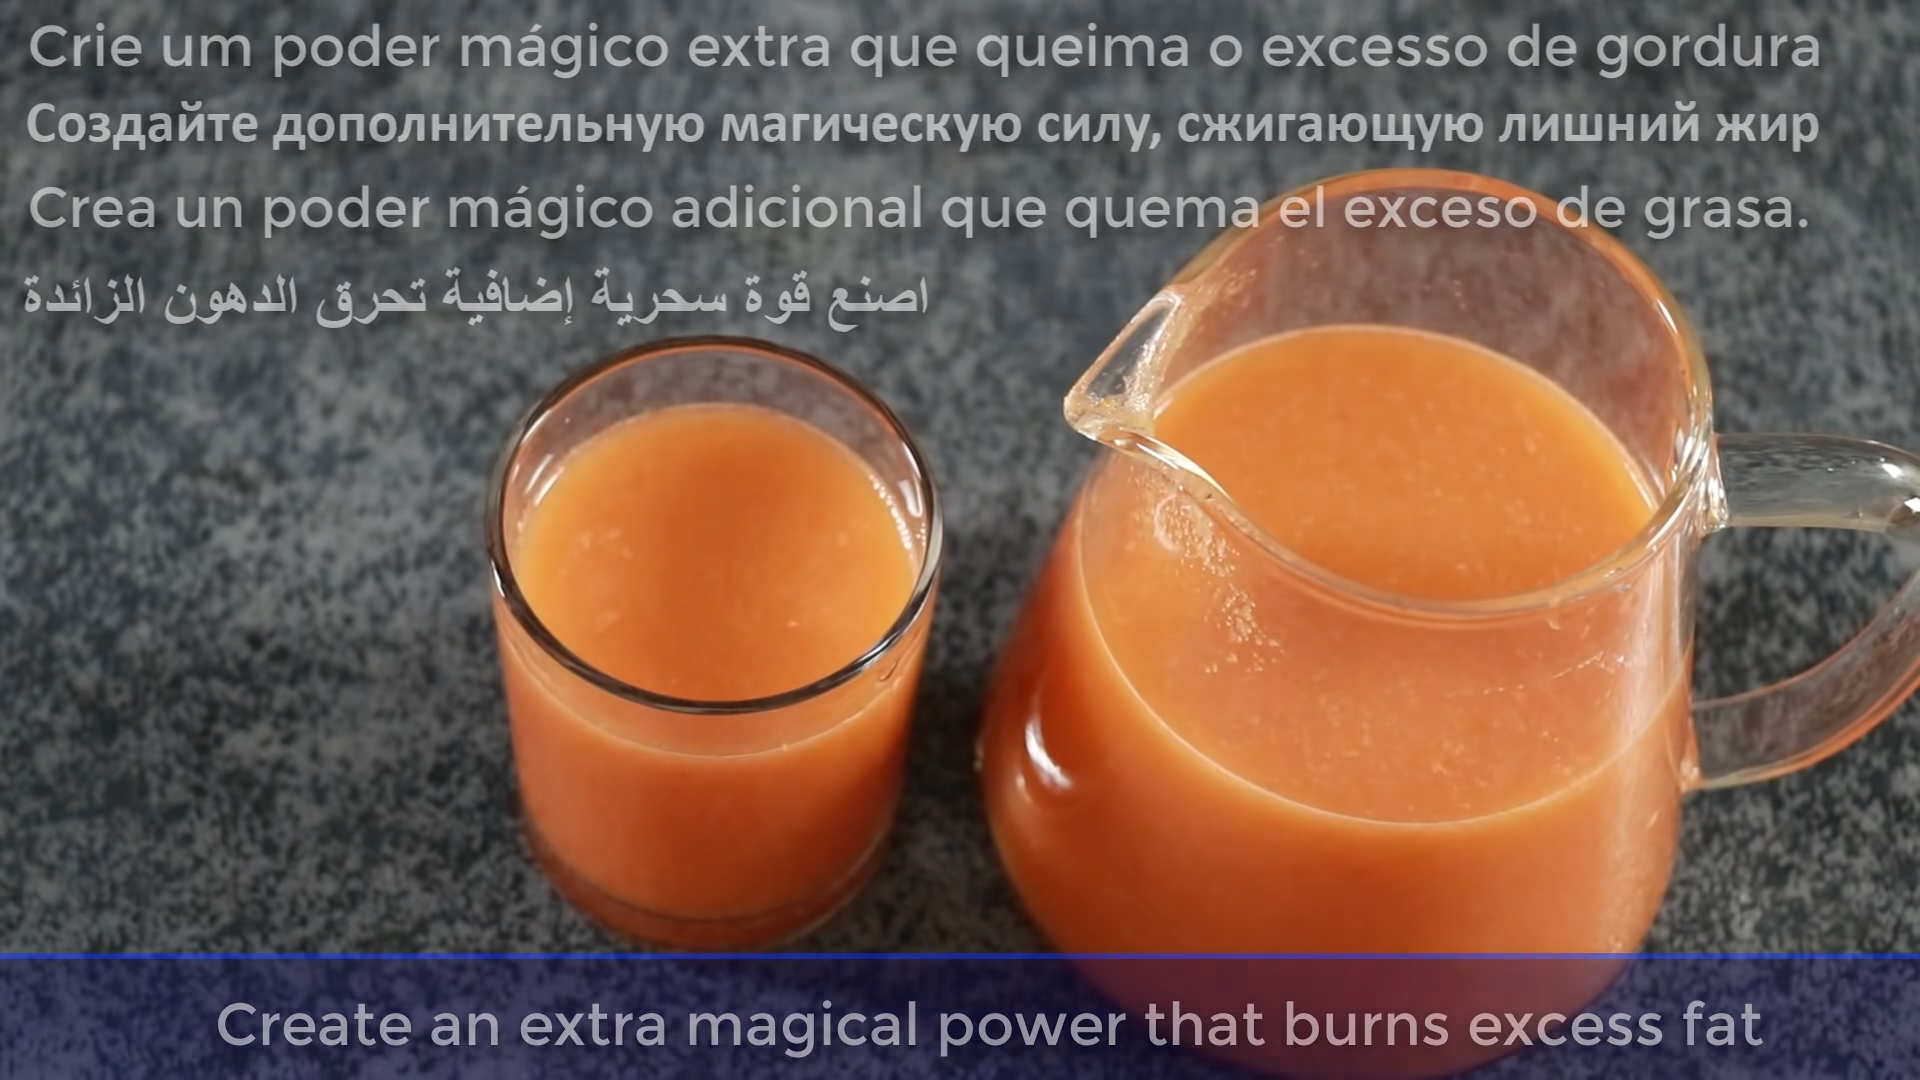 Crie um poder mágico extra que queima o excesso de gordura
Создайте дополнительную магическую силу, сжигающую лишний жир
Crea un poder mágico adicional que quema el exceso de grasa.
اصنع قوة سحرية إضافية تحرق الدهون الزائدة
Create an extra magical power that burns excess fat